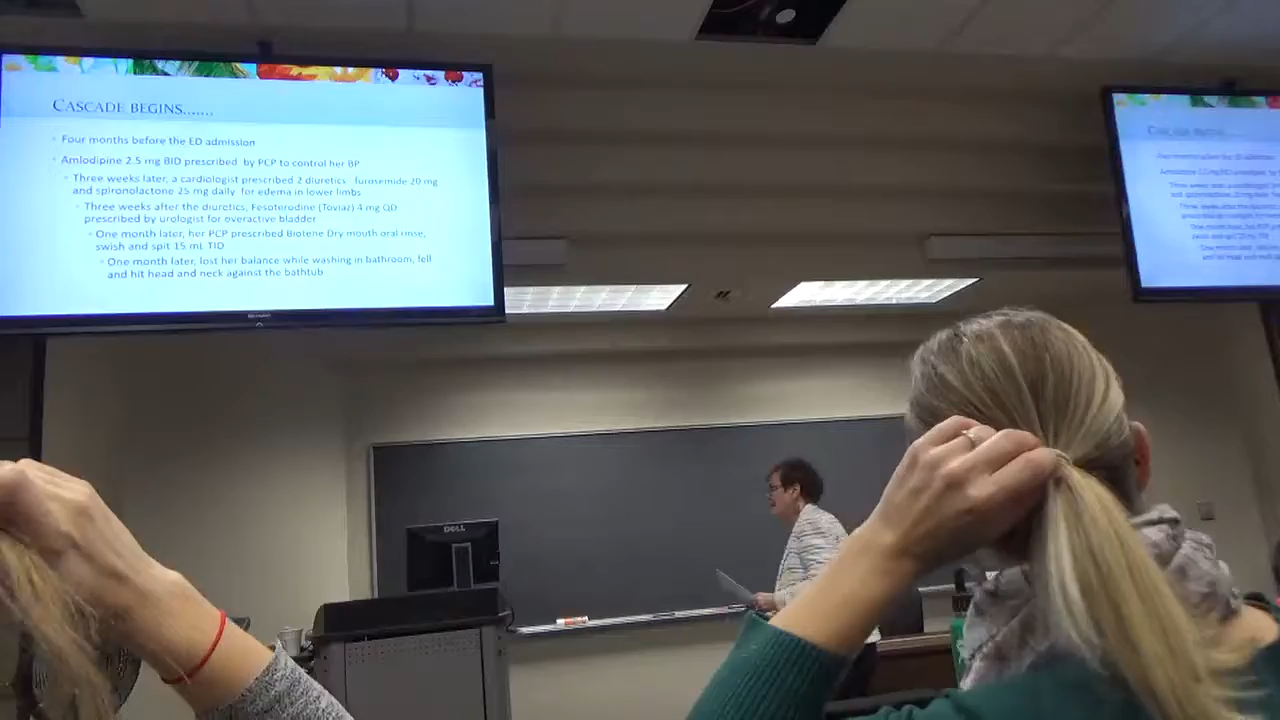 CASCADE BEGINS.......
Four months before the ED admission
Amlodipine 2.5 mg BID prescribed by PCP to control her BP
Three weeks later, a cardiologist prescribed 2 diuretics furosemide 20 mg
and spironolactone 25 mg daily for edema in lower limbs
Three weeks after the diuretics, Fesoterodine (Toviaz) 4 mg QD
prescribed by urologist for overactive bladder
One month later, her PCP prescribed Biotene Dry mouth oral rinse,
swish and spit 15 mL TID
One month later, lost her balance while washing in bathroom, fell
and hit head and neck against the bathtub
DELL